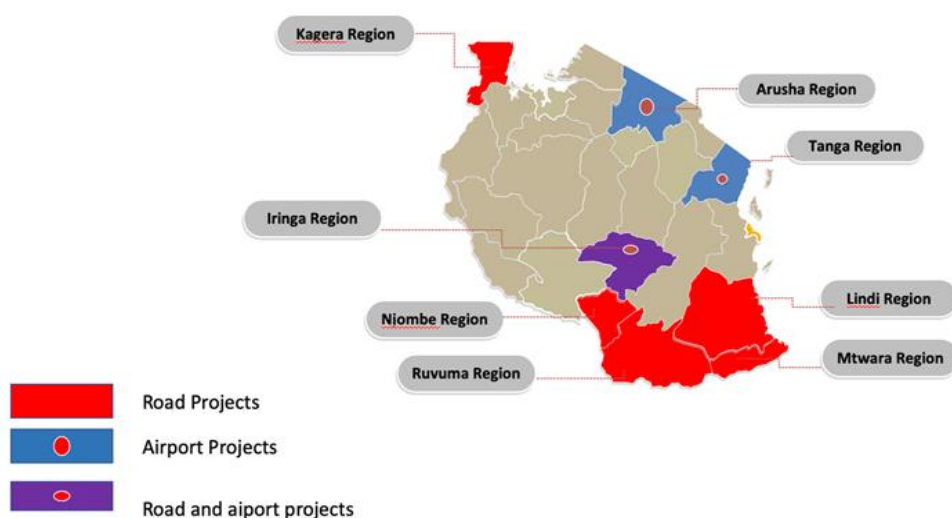 Kagera Region
Arusha Region
Tanga Region
Iringa Region
Lindi Region
Njombe Region
Mtwara Region
Ruvuma Region
Road Projects
Airport Projects
Road and aiport projects